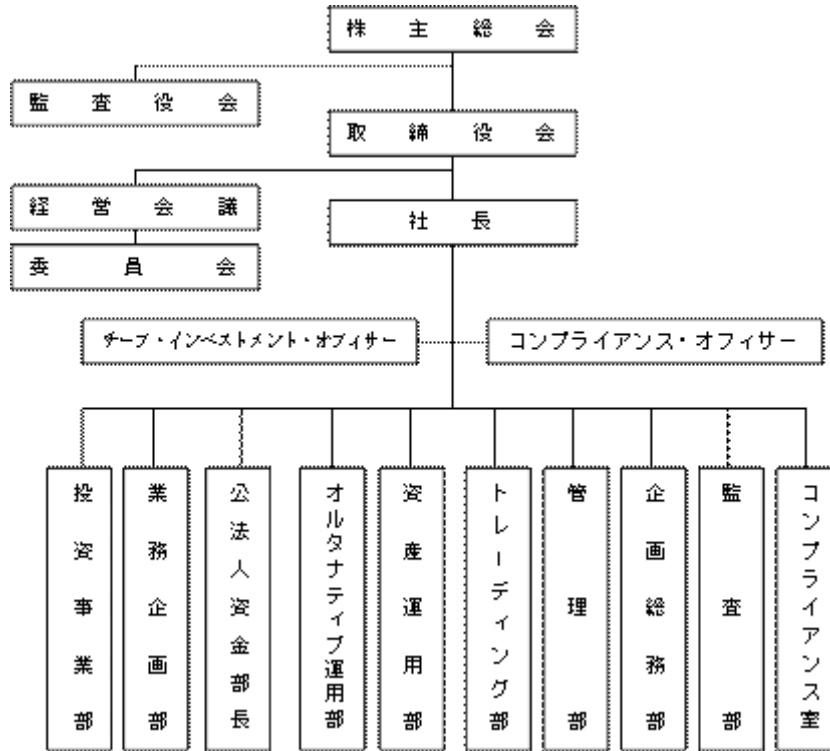 株主総会
監査役会
取締役会
経営会議
社長
委員会
チーフ・インベストメント・オフィサー
コンプライアンス・オフィサー
投資事業部
業務企画部
公法人資金部長
オルタナティブ運用部
資産運用部
トレーディング部
管理部
企画総務部
監査部
コンプライアンス室